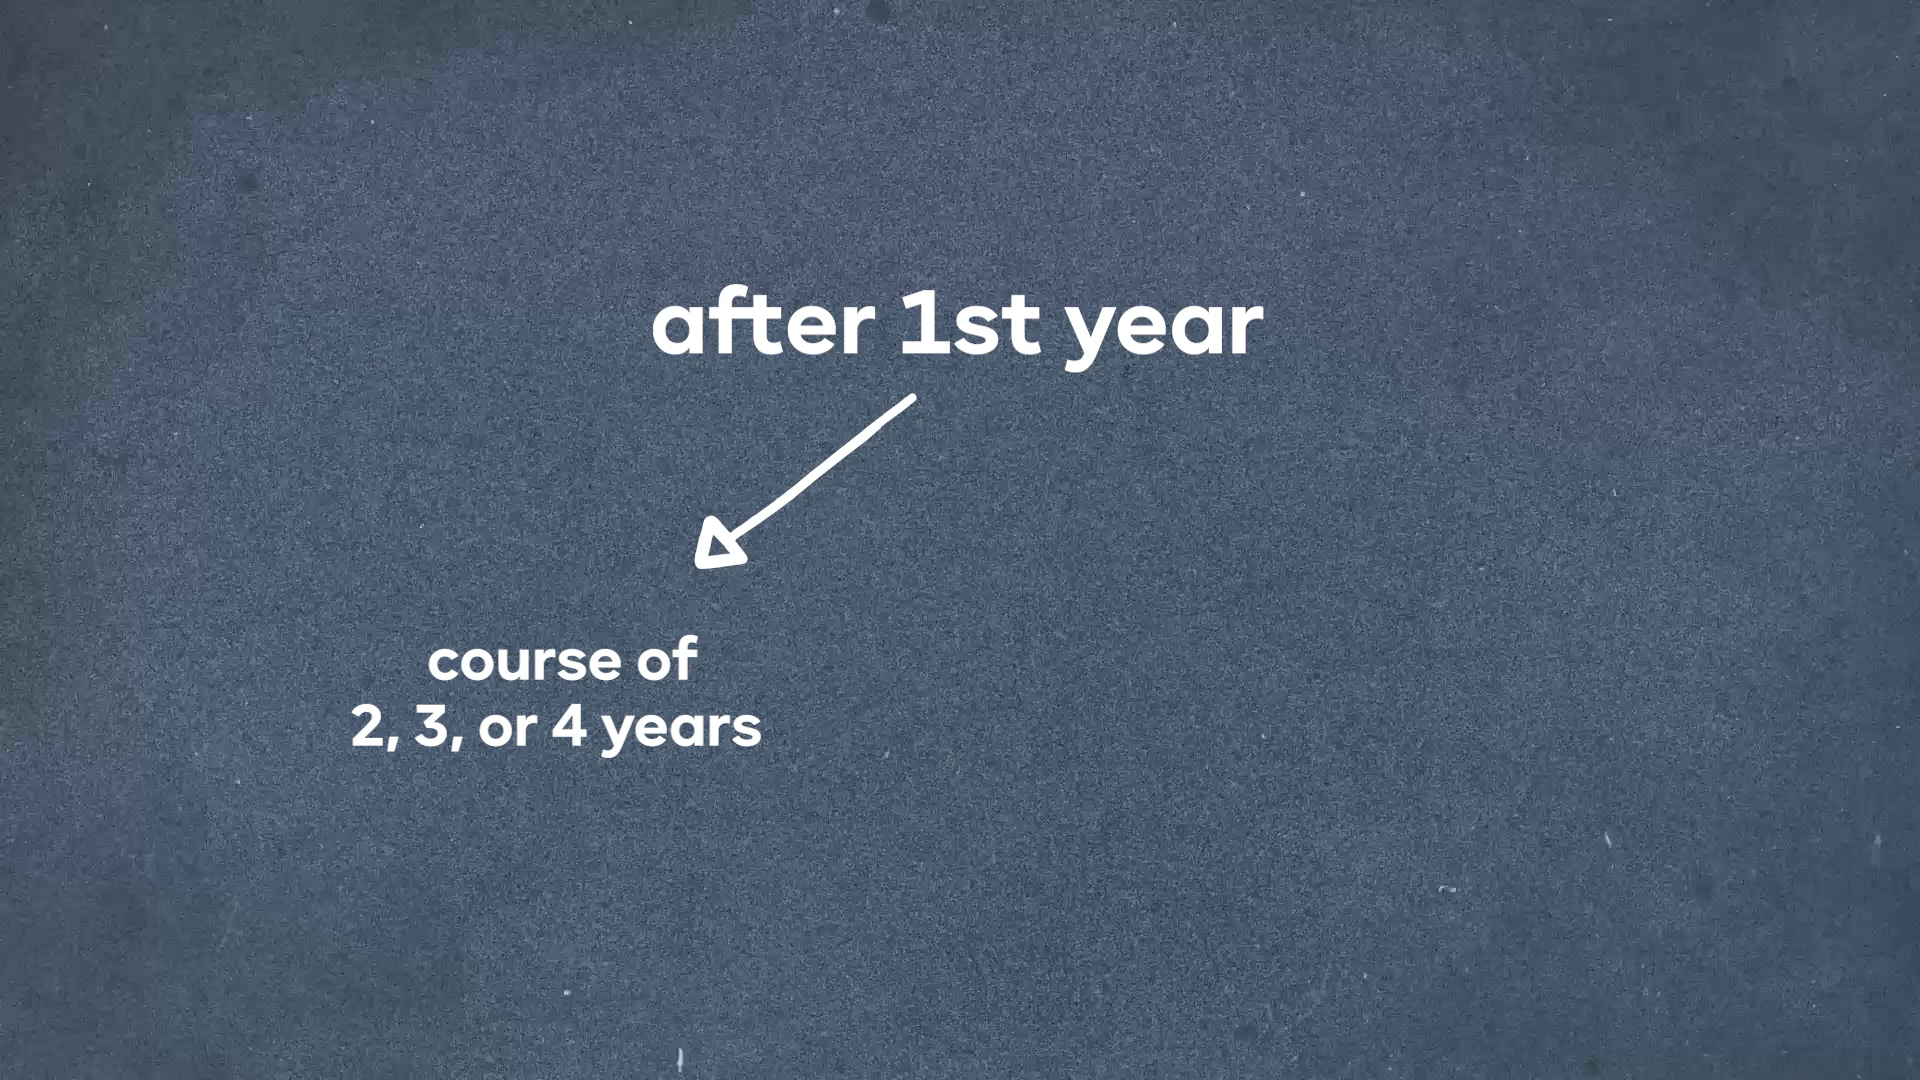 after 1st year
course of
2, 3, or 4 years